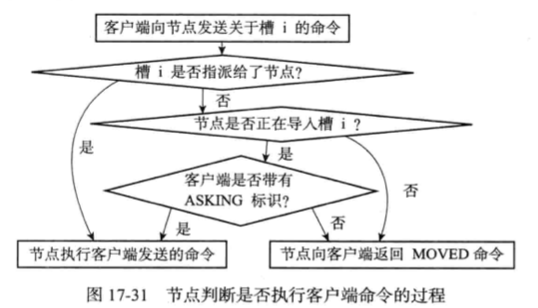 客户端向节点发送关于槽 i 的命令
槽 i 是否指派给了节点?
否
节点是否正在导入槽 i ?
是
是
客户端是否带有
ASKING 标识?
否
是
否
节点执行客户端发送的命令
节点向客户端返回 MOVED 命令
图 17-31 节点判断是否执行客户端命令的过程